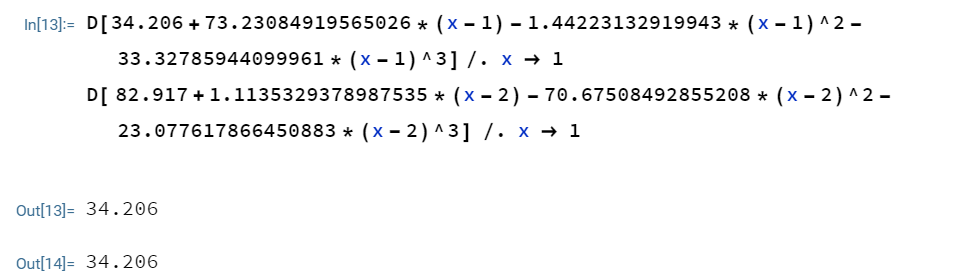 In[13]:= D[34.206 + 73.23084919565026 * (x - 1) - 1.44223132919943 * (x - 1) ^ 2 -
33.32785944099961 * (x - 1) ^ 3] /. x → 1
D[ 82.917 + 1.1135329378987535 * (x - 2) - 70.67508492855208 * (x - 2) ^ 2 -
23.077617866450883 * (x - 2) ^ 3] /. x → 1
Out[13]= 34.206
Out[14]= 34.206